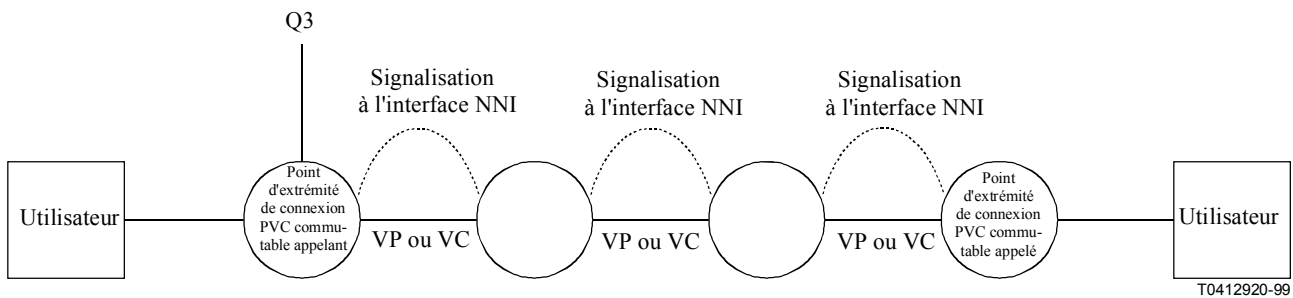 Q3
Signalisation
à l'interface NNI
Signalisation
à l'interface NNI
Signalisation
à l'interface NNI
Utilisateur
Point
d'extrémité
de connexion
PVC commu-
table appelant
VP ou VC
VP ou VC
VP ou VC
Point
d'extrémité
de connexion
PVC commu-
table appelé
Utilisateur
T0412920-99